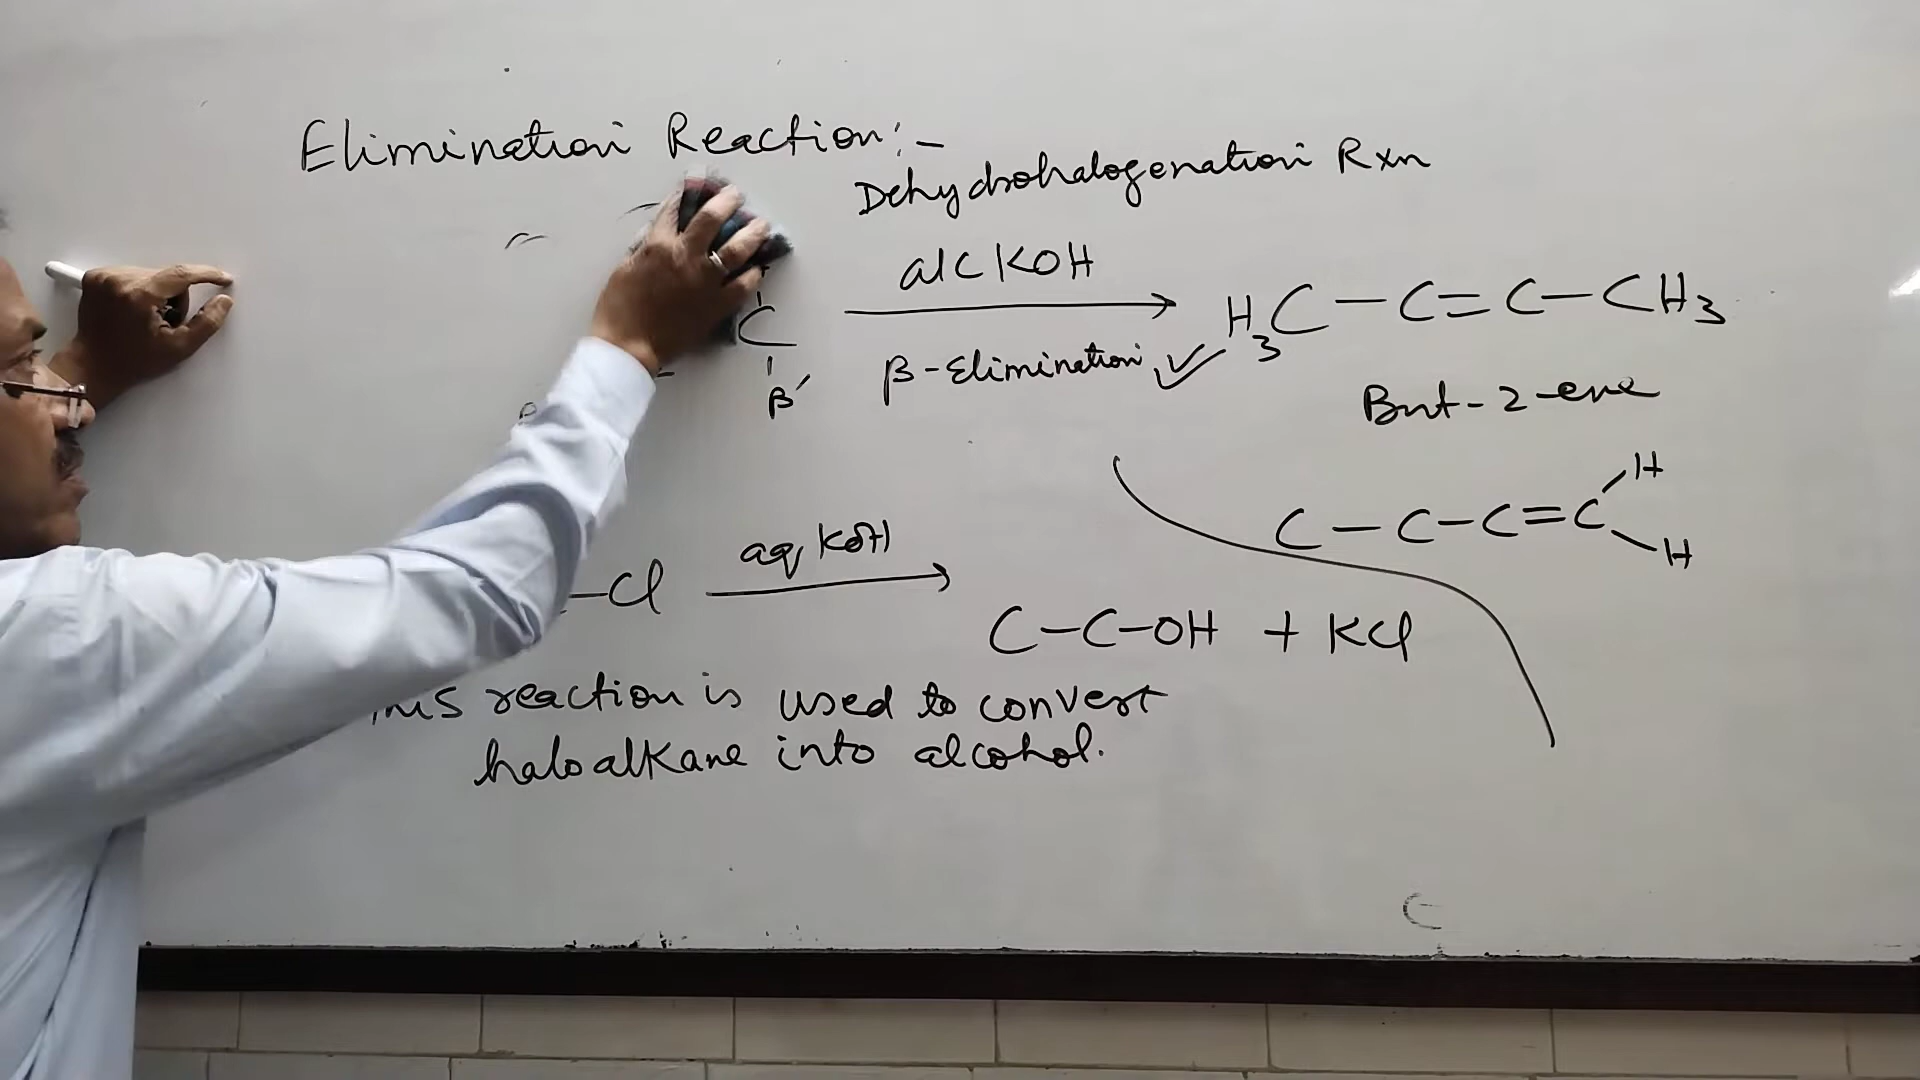 Elimination Reaction:-
Dehydrohalogenation Rxn
alc KOH
H3C - C = C - CH3
C
β-Elimination
β'
But-2-ene
H
C - C - C = C
H
aq KOH
-Cl
C-C-OH + KCl
reaction is used to convert
haloalkane into alcohol.
C